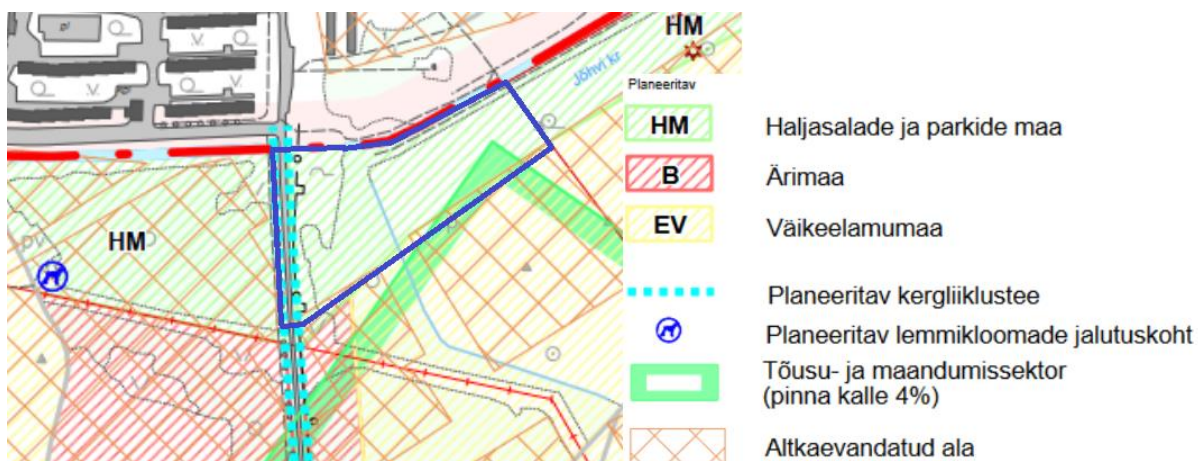 HM
Jõhvi kr
HM
Planeeritav
HM Haljasalade ja parkide maa
B Ärimaa
EV Väikeelamumaa
Planeeritav kergliiklustee
Planeeritav lemmikloomade jalutuskoht
Tõusu- ja maandumissektor
(pinna kalle 4%)
Altkaevandatud ala